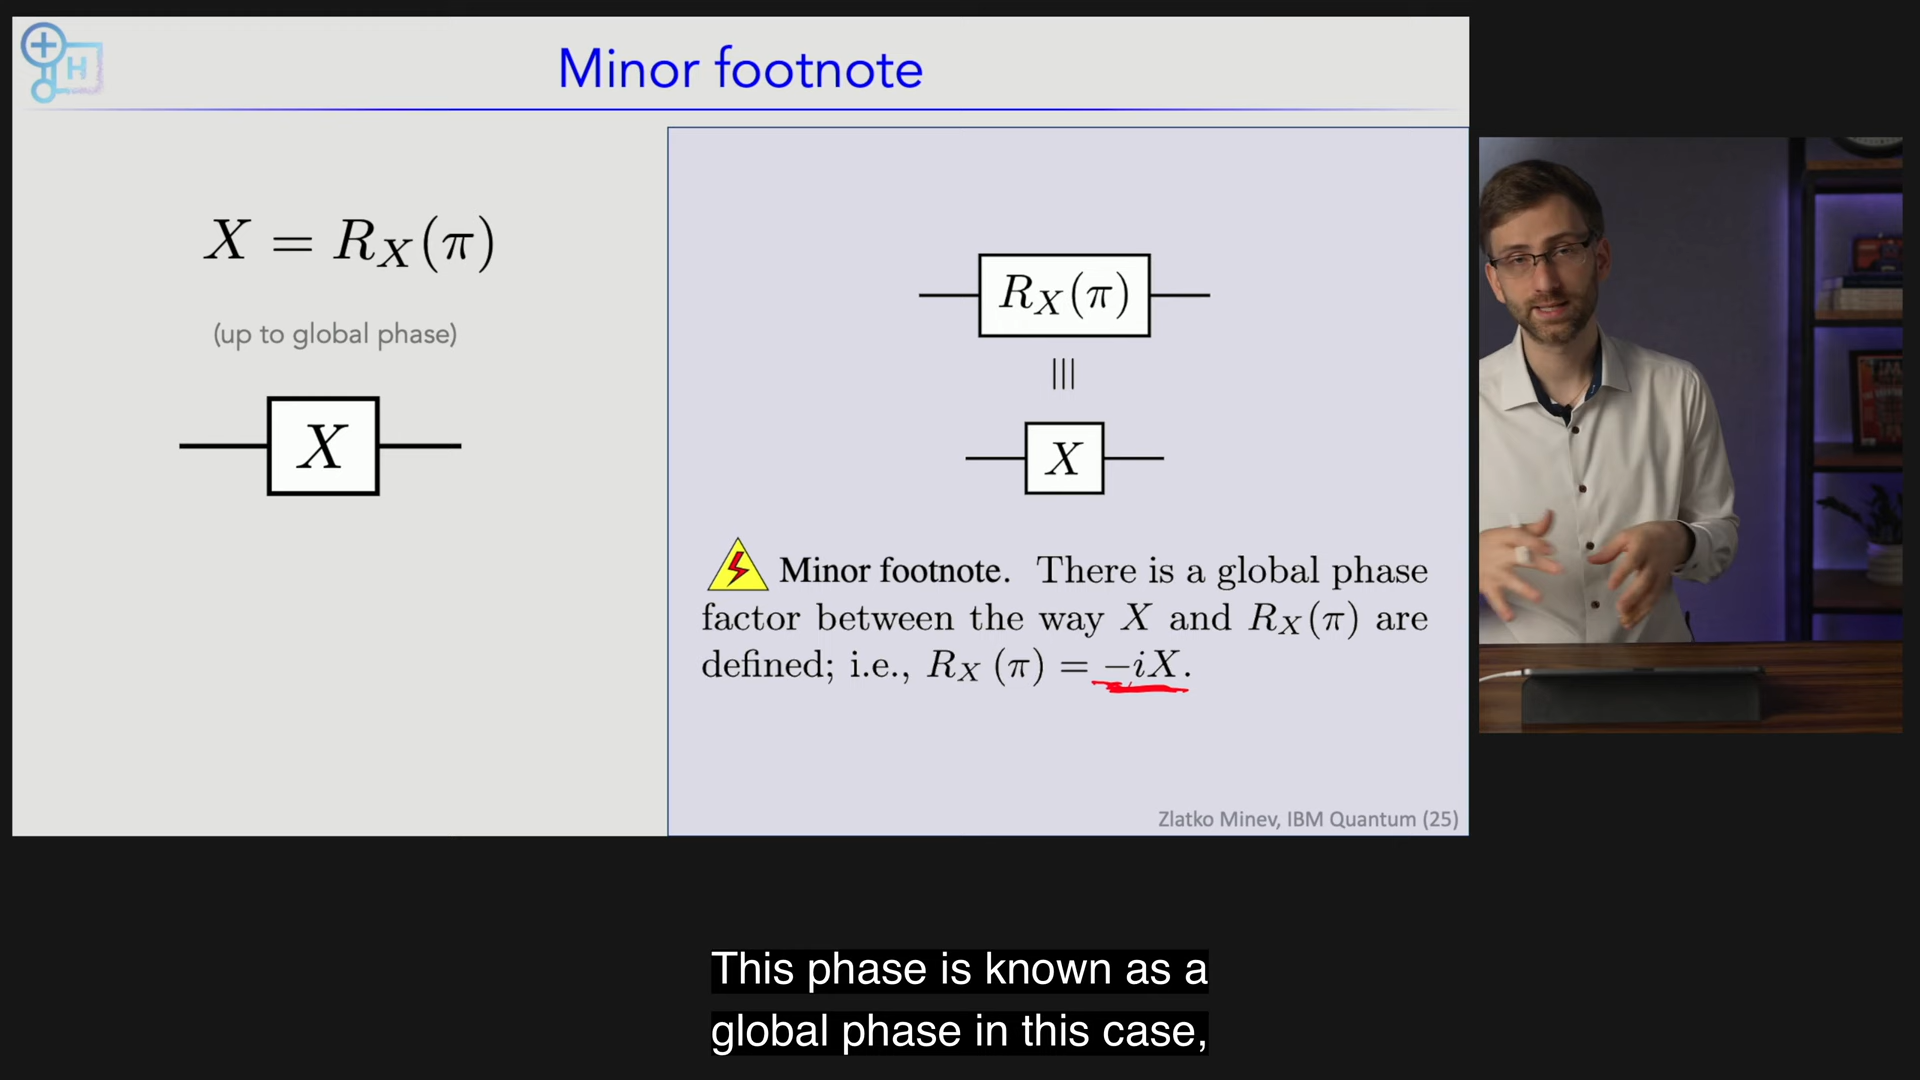 H
Minor footnote
X = R_X(π)
(up to global phase)
X
R_X(π)
≡
X
Minor footnote. There is a global phase
factor between the way X and R_X(π) are
defined; i.e., R_X (π) = −iX.
Zlatko Minev, IBM Quantum (25)
This phase is known as a
global phase in this case,